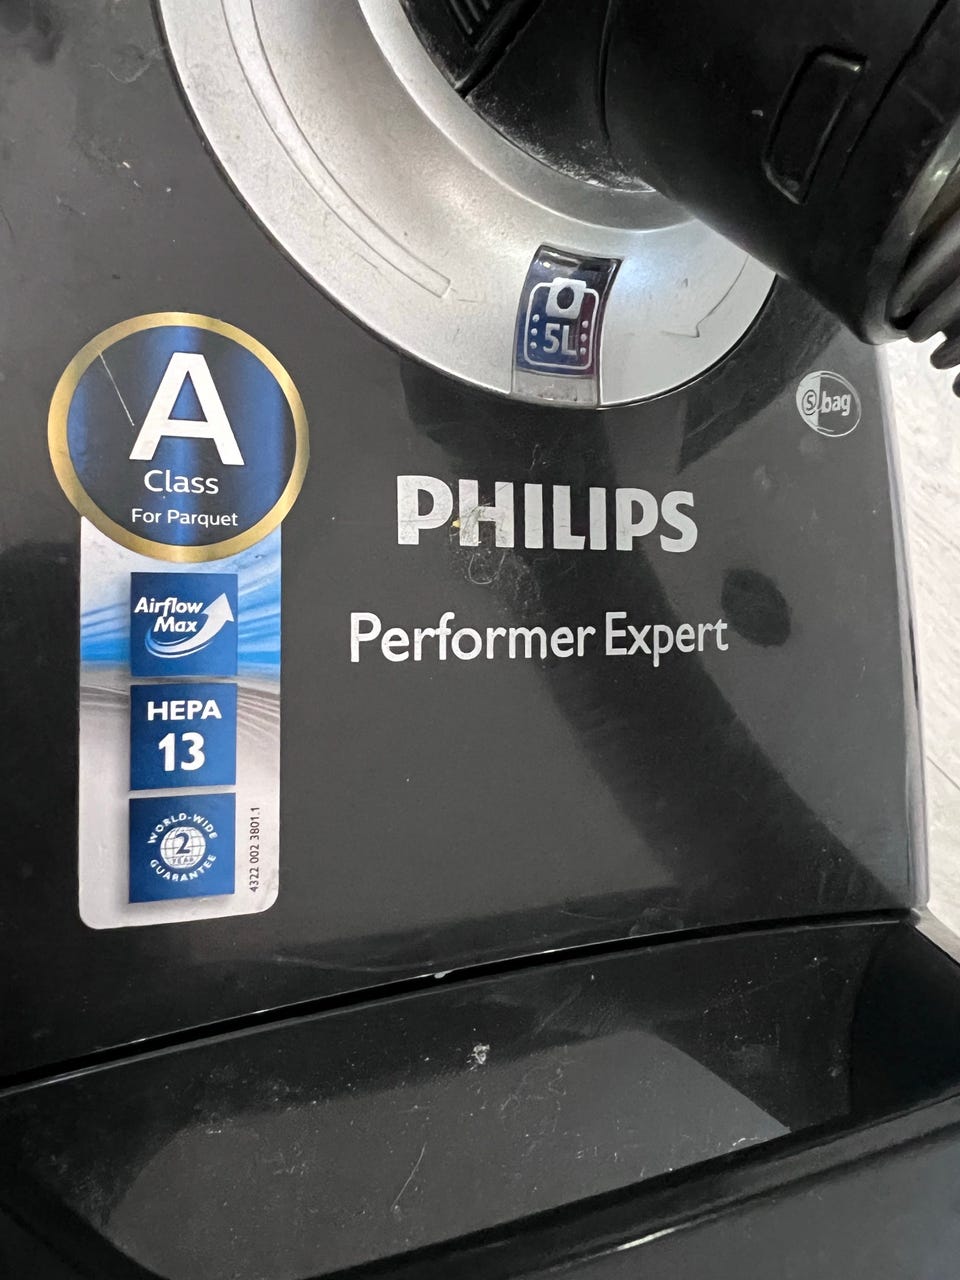 5L
s-bag
A
Class
For Parquet
PHILIPS
Performer Expert
Airflow
Max
HEPA
13
WORLD-WIDE
2
YEAR
GUARANTEE
4322 002 3801.1